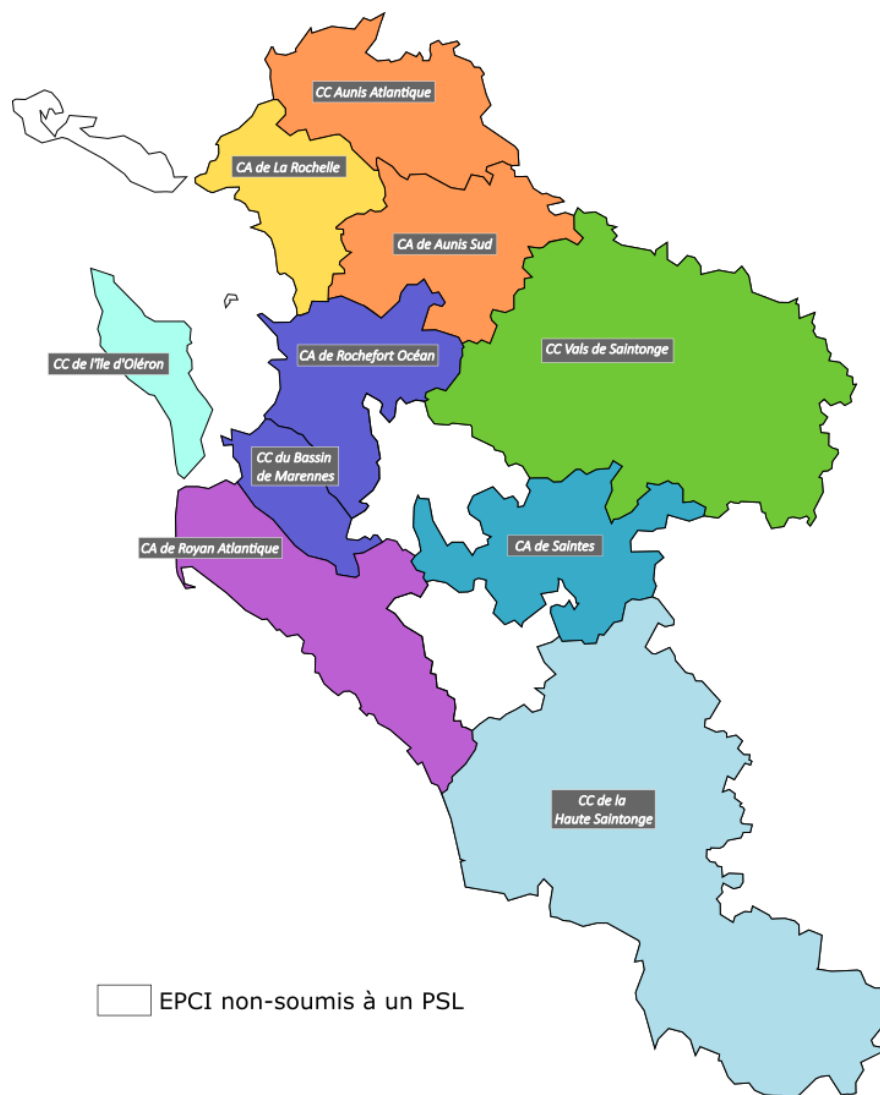 CC Aunis Atlantique
CA de La Rochelle
CA de Aunis Sud
CC Vals de Saintonge
CA de Rochefort Océan
CC de l'île d'Oléron
CC du Bassin
de Marennes
CA de Royan Atlantique
CA de Saintes
CC de la
Haute Saintonge
EPCI non-soumis à un PSL